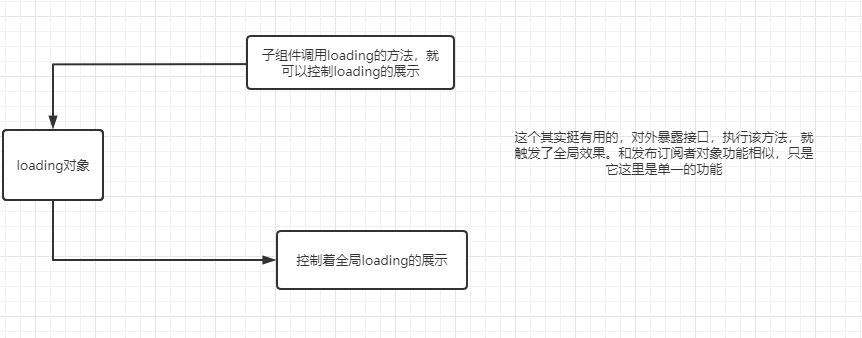 子组件调用loading的方法，就
可以控制loading的展示
这个其实挺有用的，对外暴露接口，执行该方法，就
触发了全局效果。和发布订阅者对象功能相似，只是
它这里是单一的功能
loading对象
控制着全局loading的展示